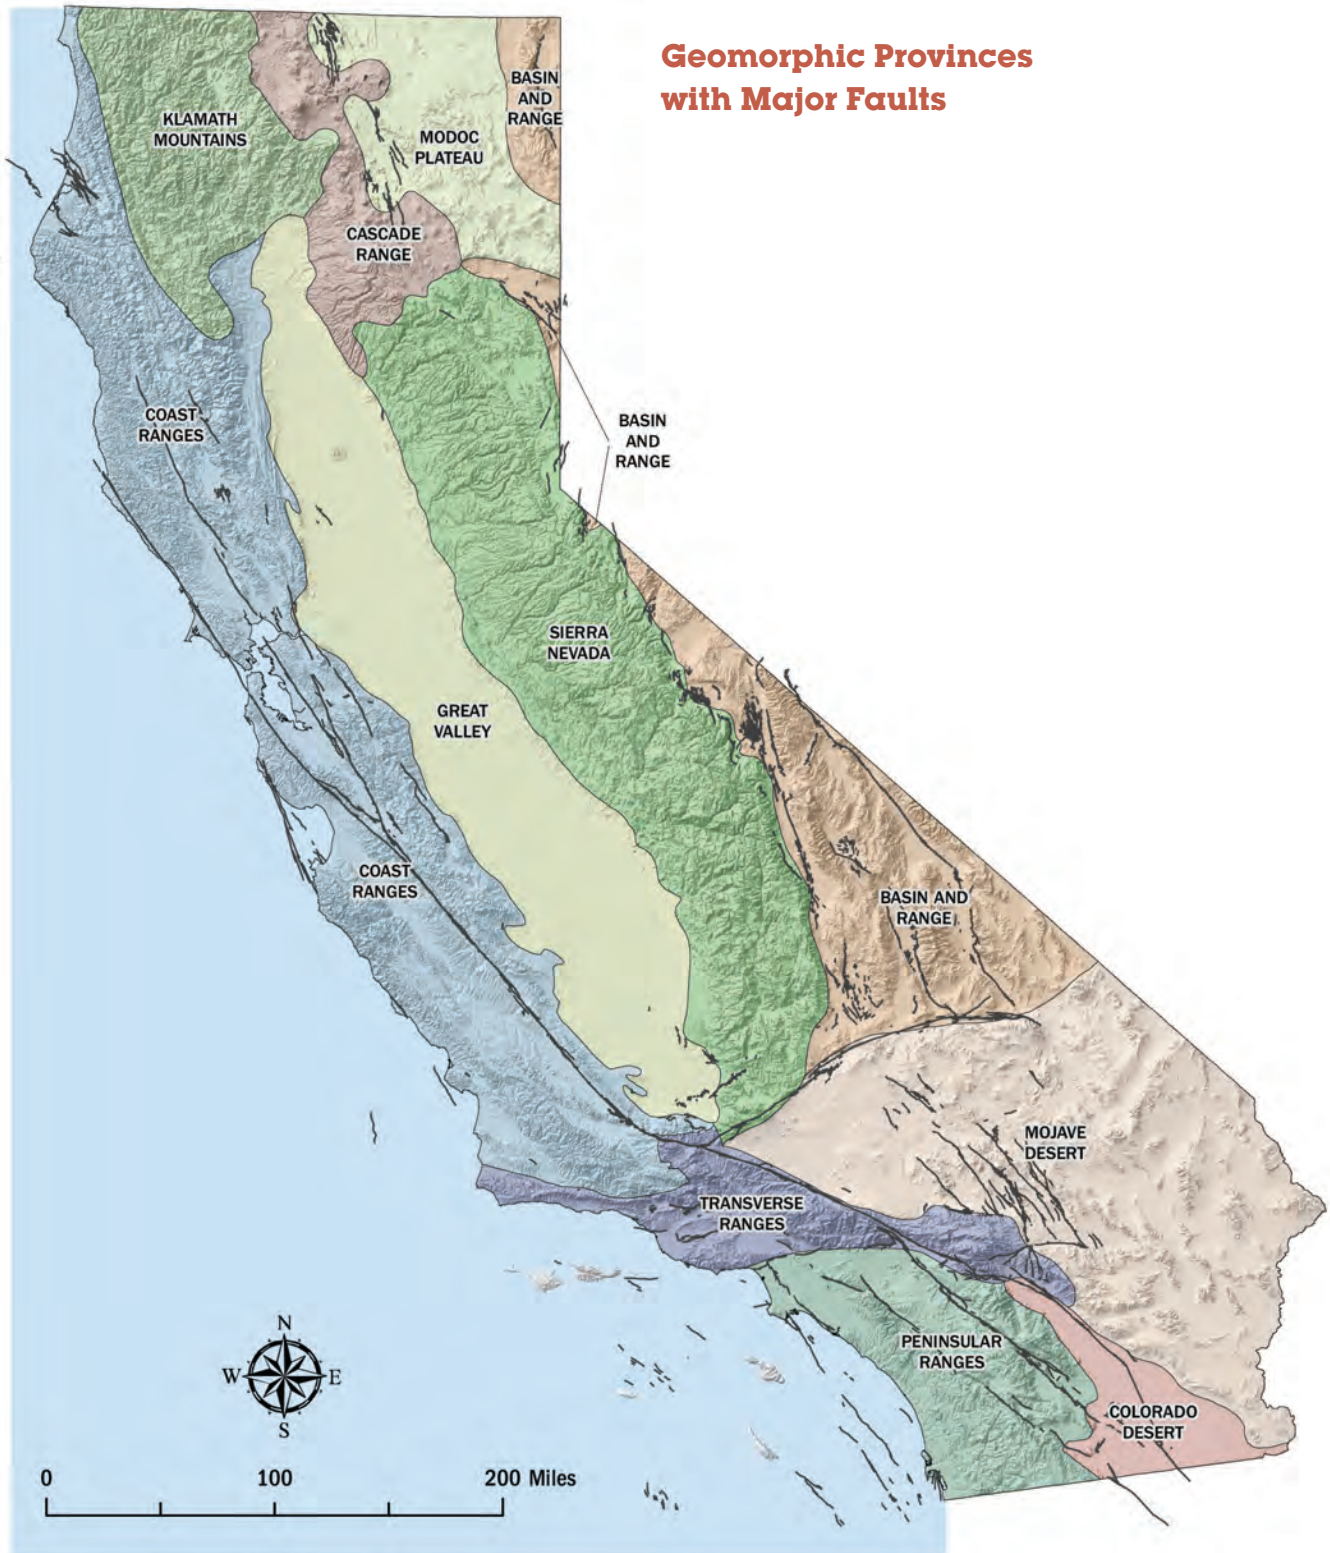 Geomorphic Provinces
with Major Faults
BASIN
AND
RANGE
KLAMATH
MOUNTAINS
MODOC
PLATEAU
CASCADE
RANGE
COAST
RANGES
BASIN
AND
RANGE
SIERRA
NEVADA
GREAT
VALLEY
COAST
RANGES
BASIN AND
RANGE
MOJAVE
DESERT
TRANSVERSE
RANGES
PENINSULAR
RANGES
COLORADO
DESERT
N
W
E
S
0 100 200 Miles